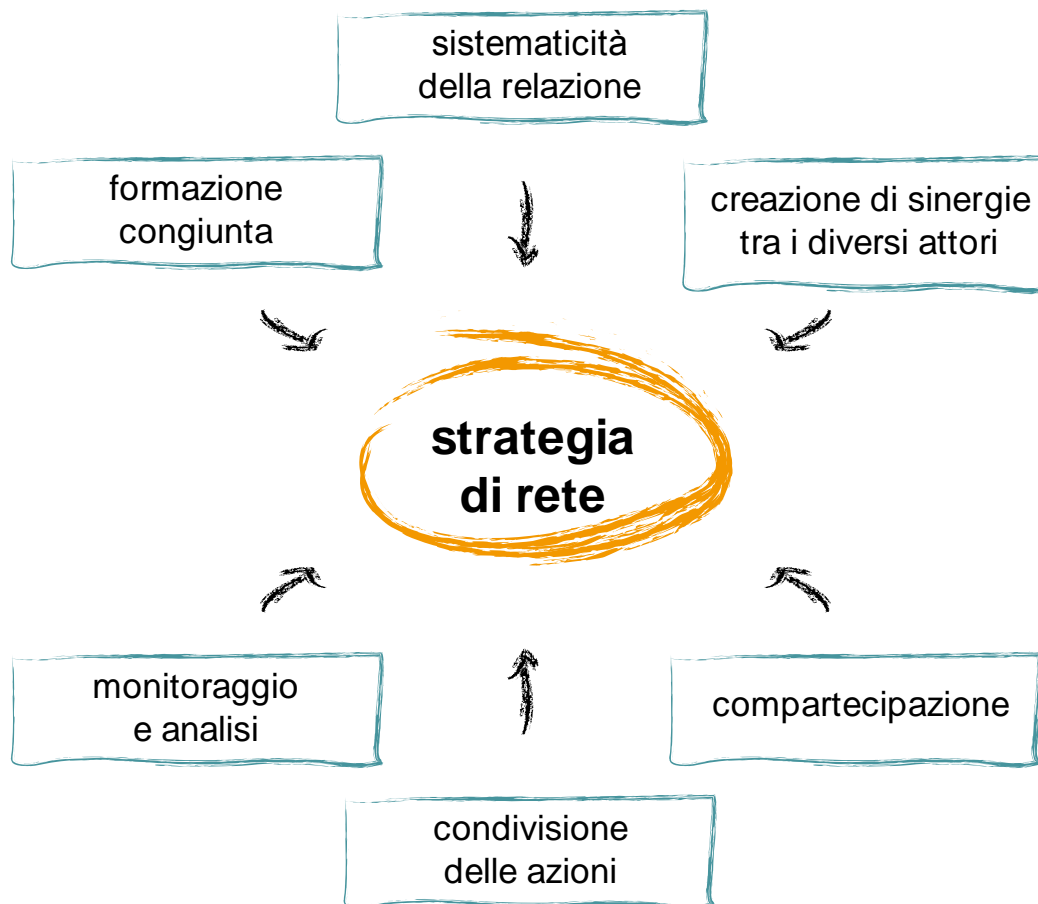 sistematicità
della relazione
formazione
congiunta
creazione di sinergie
tra i diversi attori
strategia
di rete
monitoraggio
e analisi
compartecipazione
condivisione
delle azioni